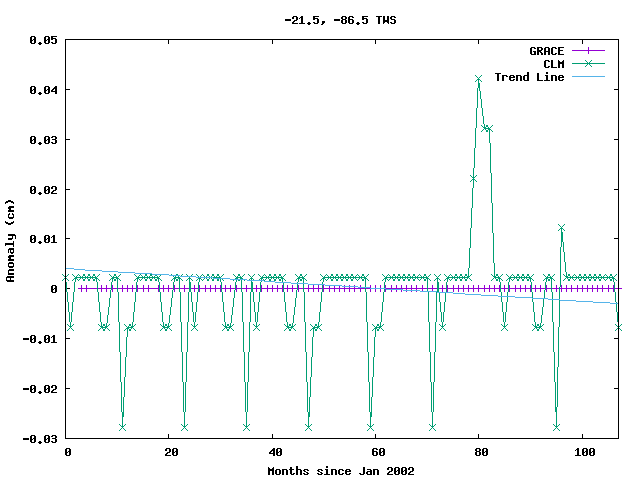 -21.5, -86.5 TWS
0.05
0.04
0.03
0.02
0.01
0
-0.01
-0.02
-0.03
Anomaly (cm)
GRACE
CLM
Trend Line
0 20 40 60 80 100
Months since Jan 2002